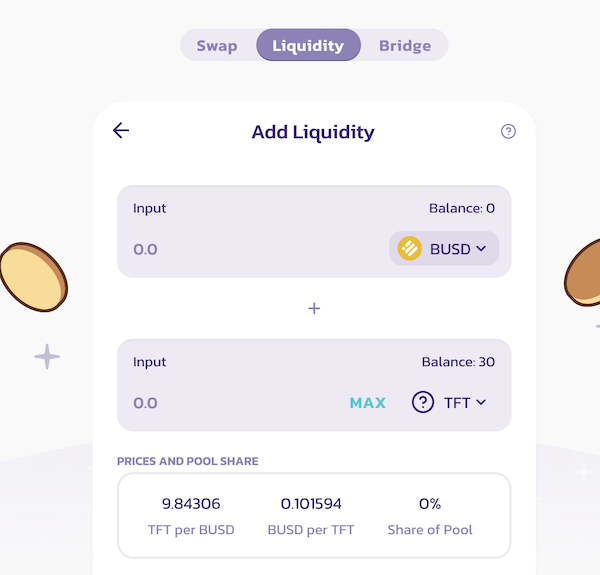 Swap Liquidity Bridge
Add Liquidity
Input Balance: 0
0.0 BUSD
+
Input Balance: 30
0.0 MAX TFT
PRICES AND POOL SHARE
9.84306 0.101594 0%
TFT per BUSD BUSD per TFT Share of Pool